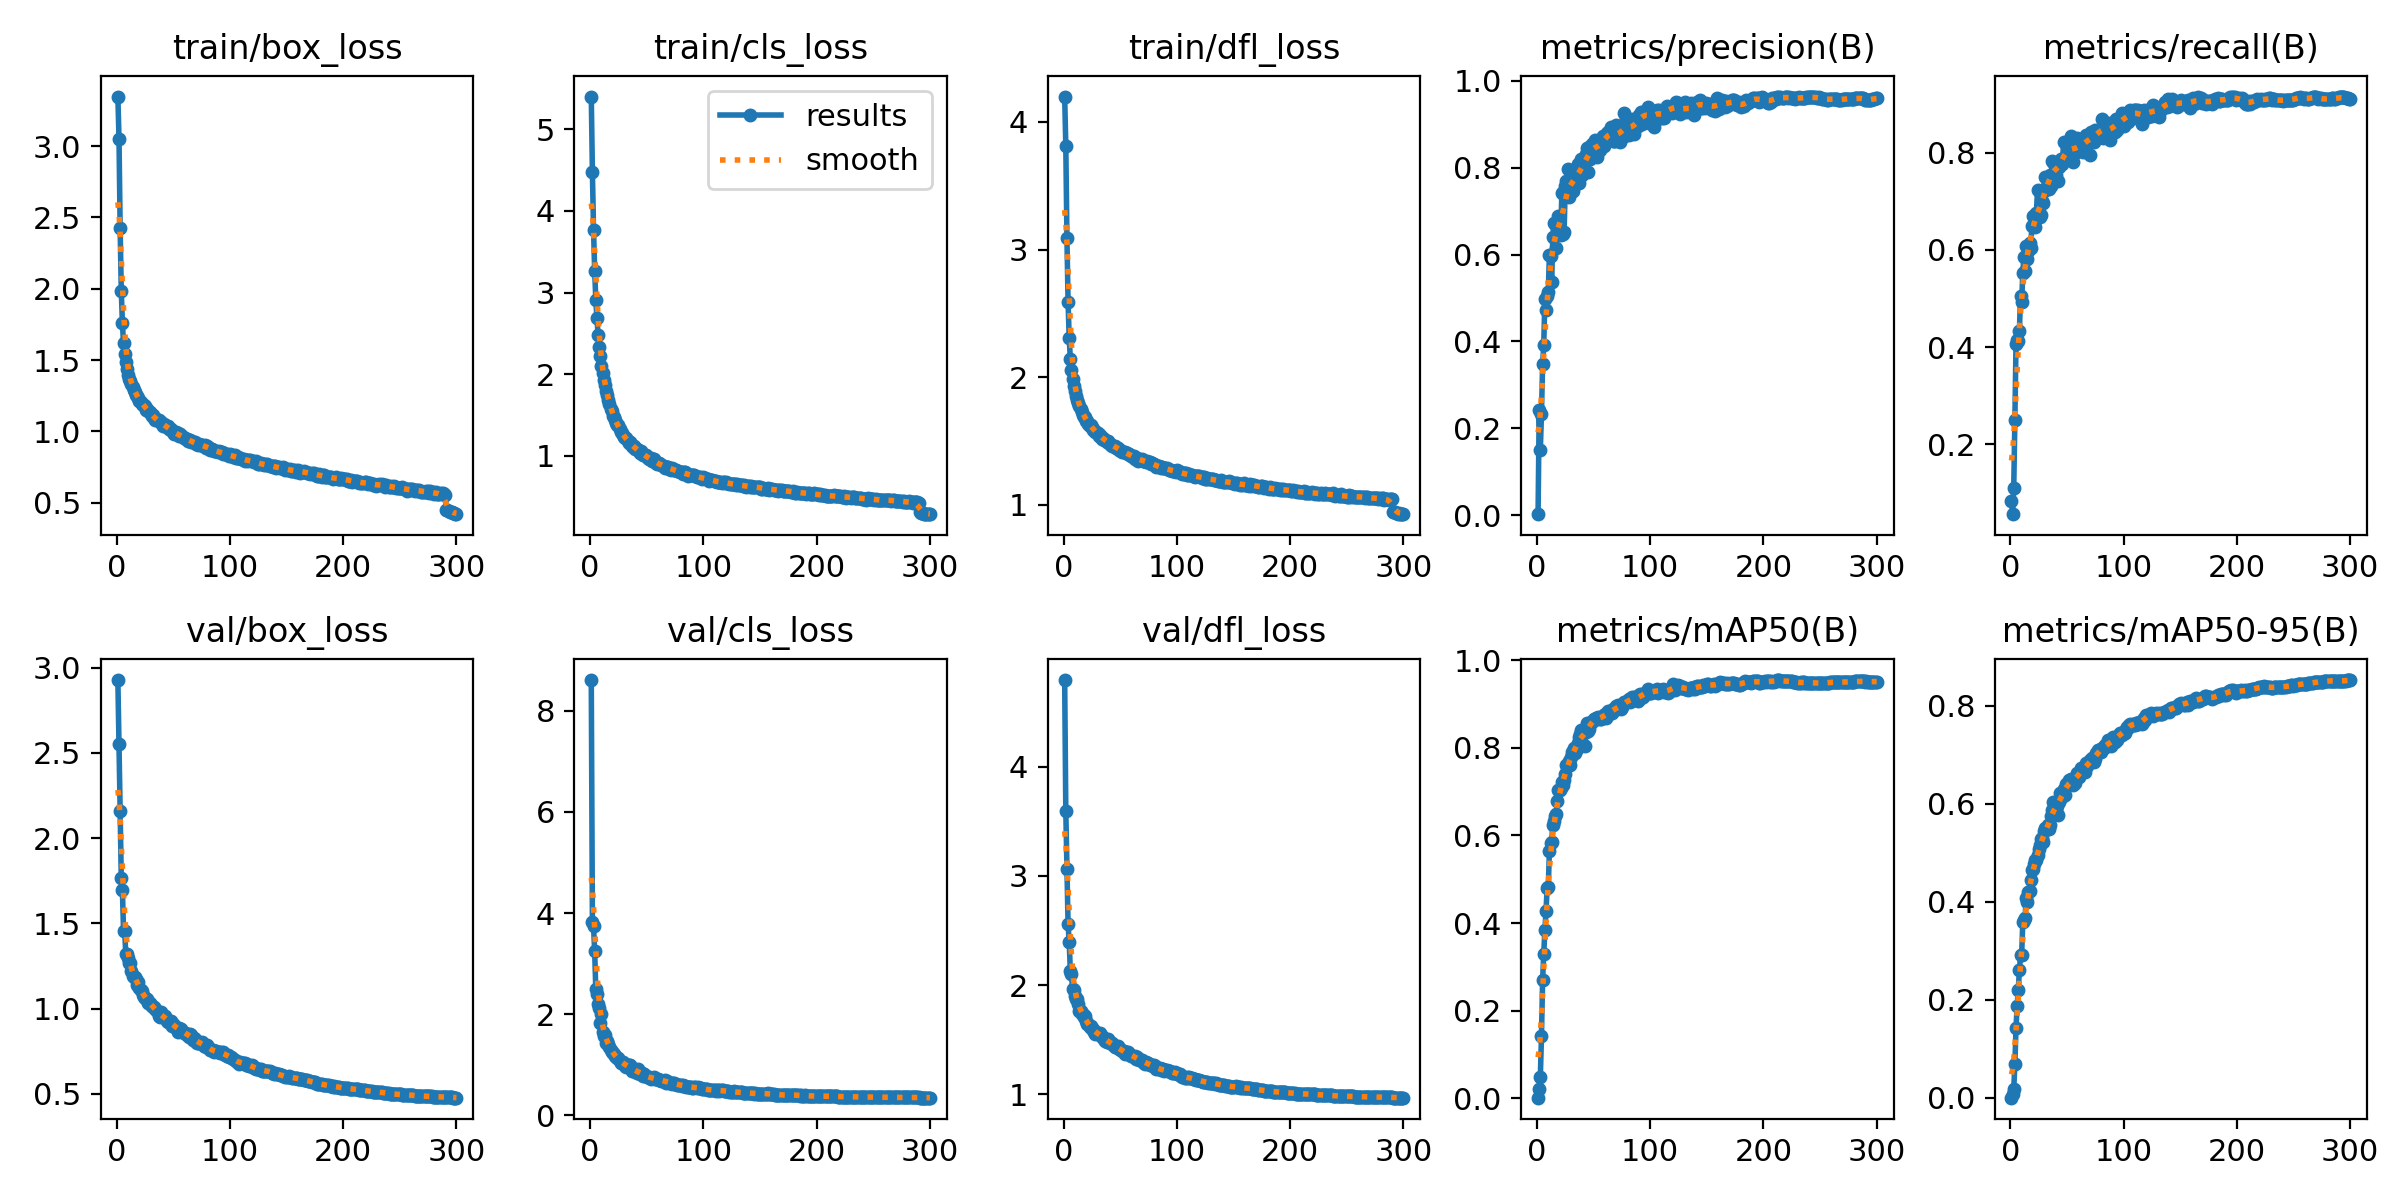 train/box_loss
train/cls_loss
train/dfl_loss
metrics/precision(B)
metrics/recall(B)
3.0
2.5
2.0
1.5
1.0
0.5
0 100 200 300
results
smooth
5
4
3
2
1
0 100 200 300
4
3
2
1
0 100 200 300
1.0
0.8
0.6
0.4
0.2
0.0
0 100 200 300
0.8
0.6
0.4
0.2
0 100 200 300
val/box_loss
val/cls_loss
val/dfl_loss
metrics/mAP50(B)
metrics/mAP50-95(B)
3.0
2.5
2.0
1.5
1.0
0.5
0 100 200 300
8
6
4
2
0
0 100 200 300
4
3
2
1
0 100 200 300
1.0
0.8
0.6
0.4
0.2
0.0
0 100 200 300
0.8
0.6
0.4
0.2
0.0
0 100 200 300